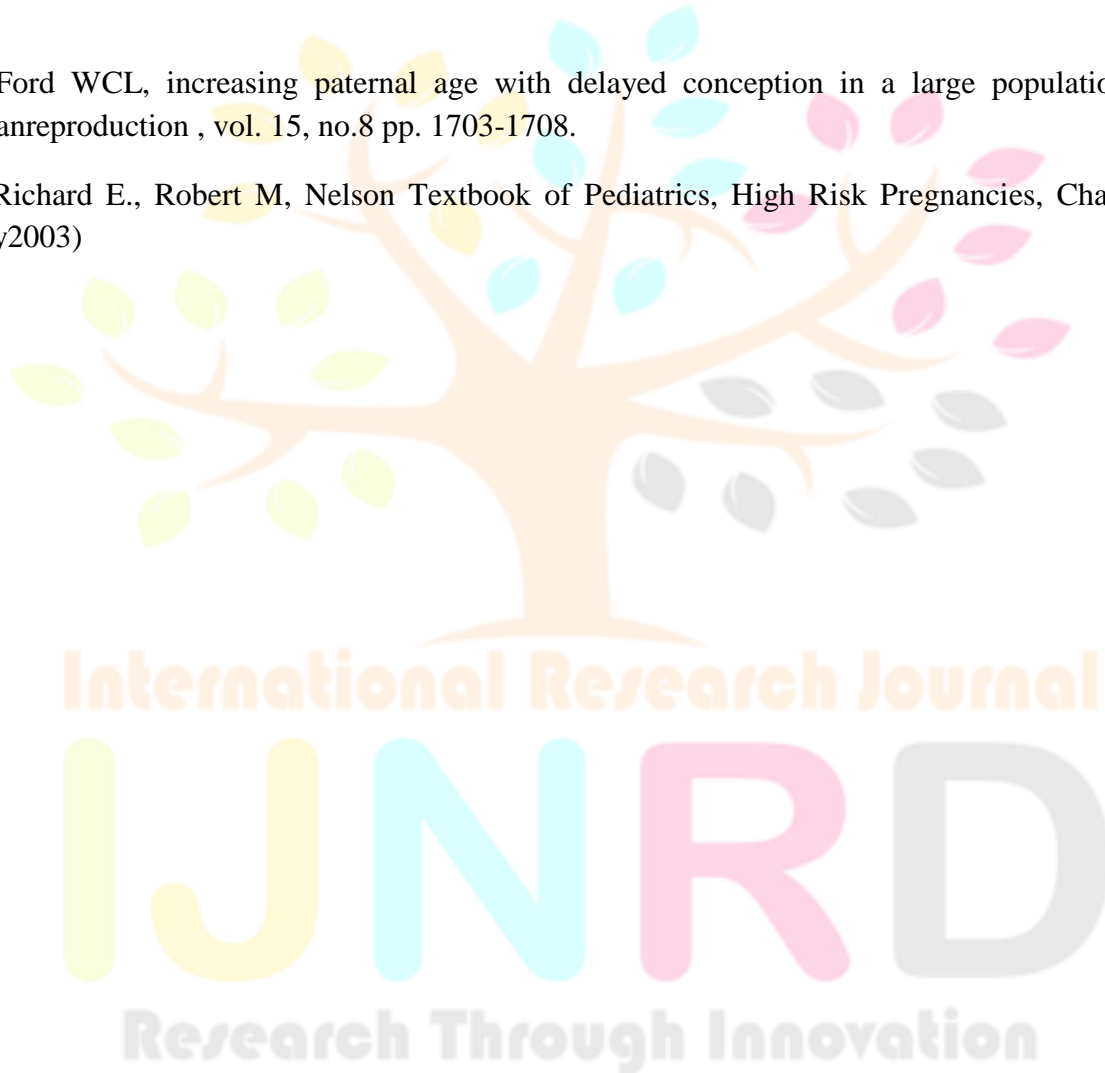 Ford WCL, increasing paternal age with delayed conception in a large populatio
anreproduction , vol. 15, no.8 pp. 1703-1708.
Richard E., Robert M, Nelson Textbook of Pediatrics, High Risk Pregnancies, Cha
y2003)
International Research Journal
IJNRD
Research Through Innovation